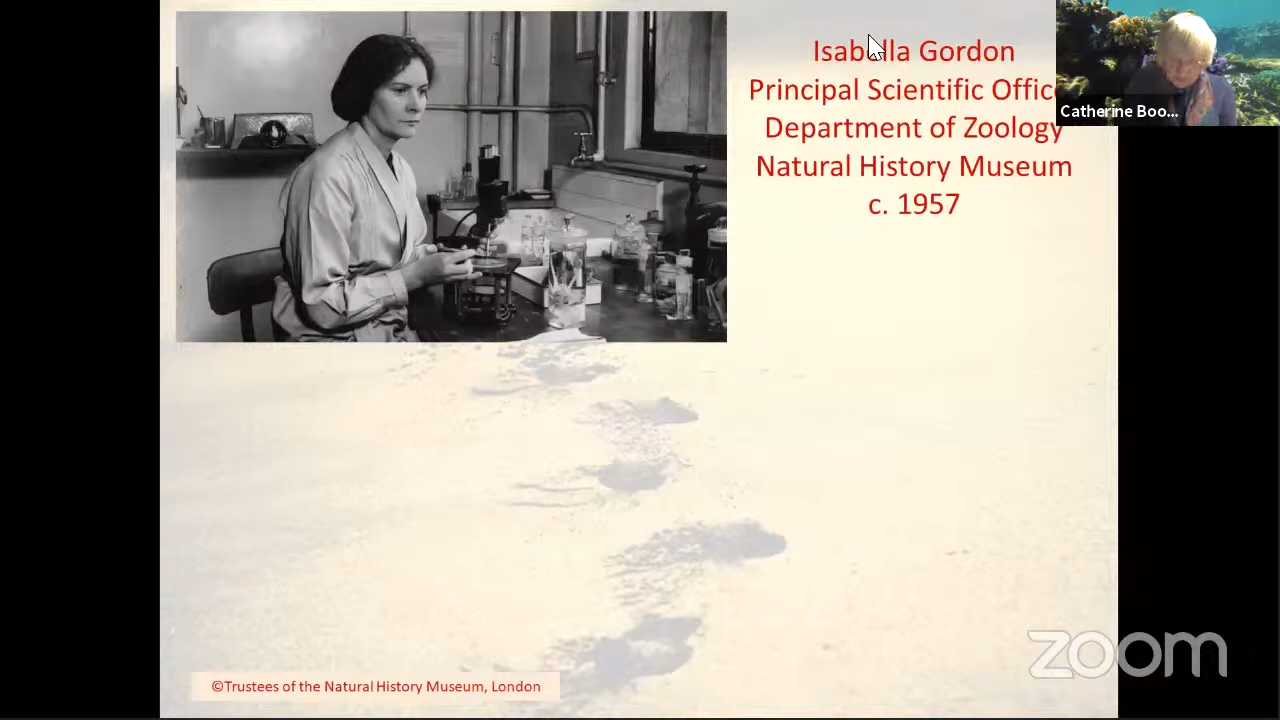 Isabella Gordon
Principal Scientific Office
Department of Zoology
Natural History Museum
c. 1957
Catherine Boo...
©Trustees of the Natural History Museum, London
zoom